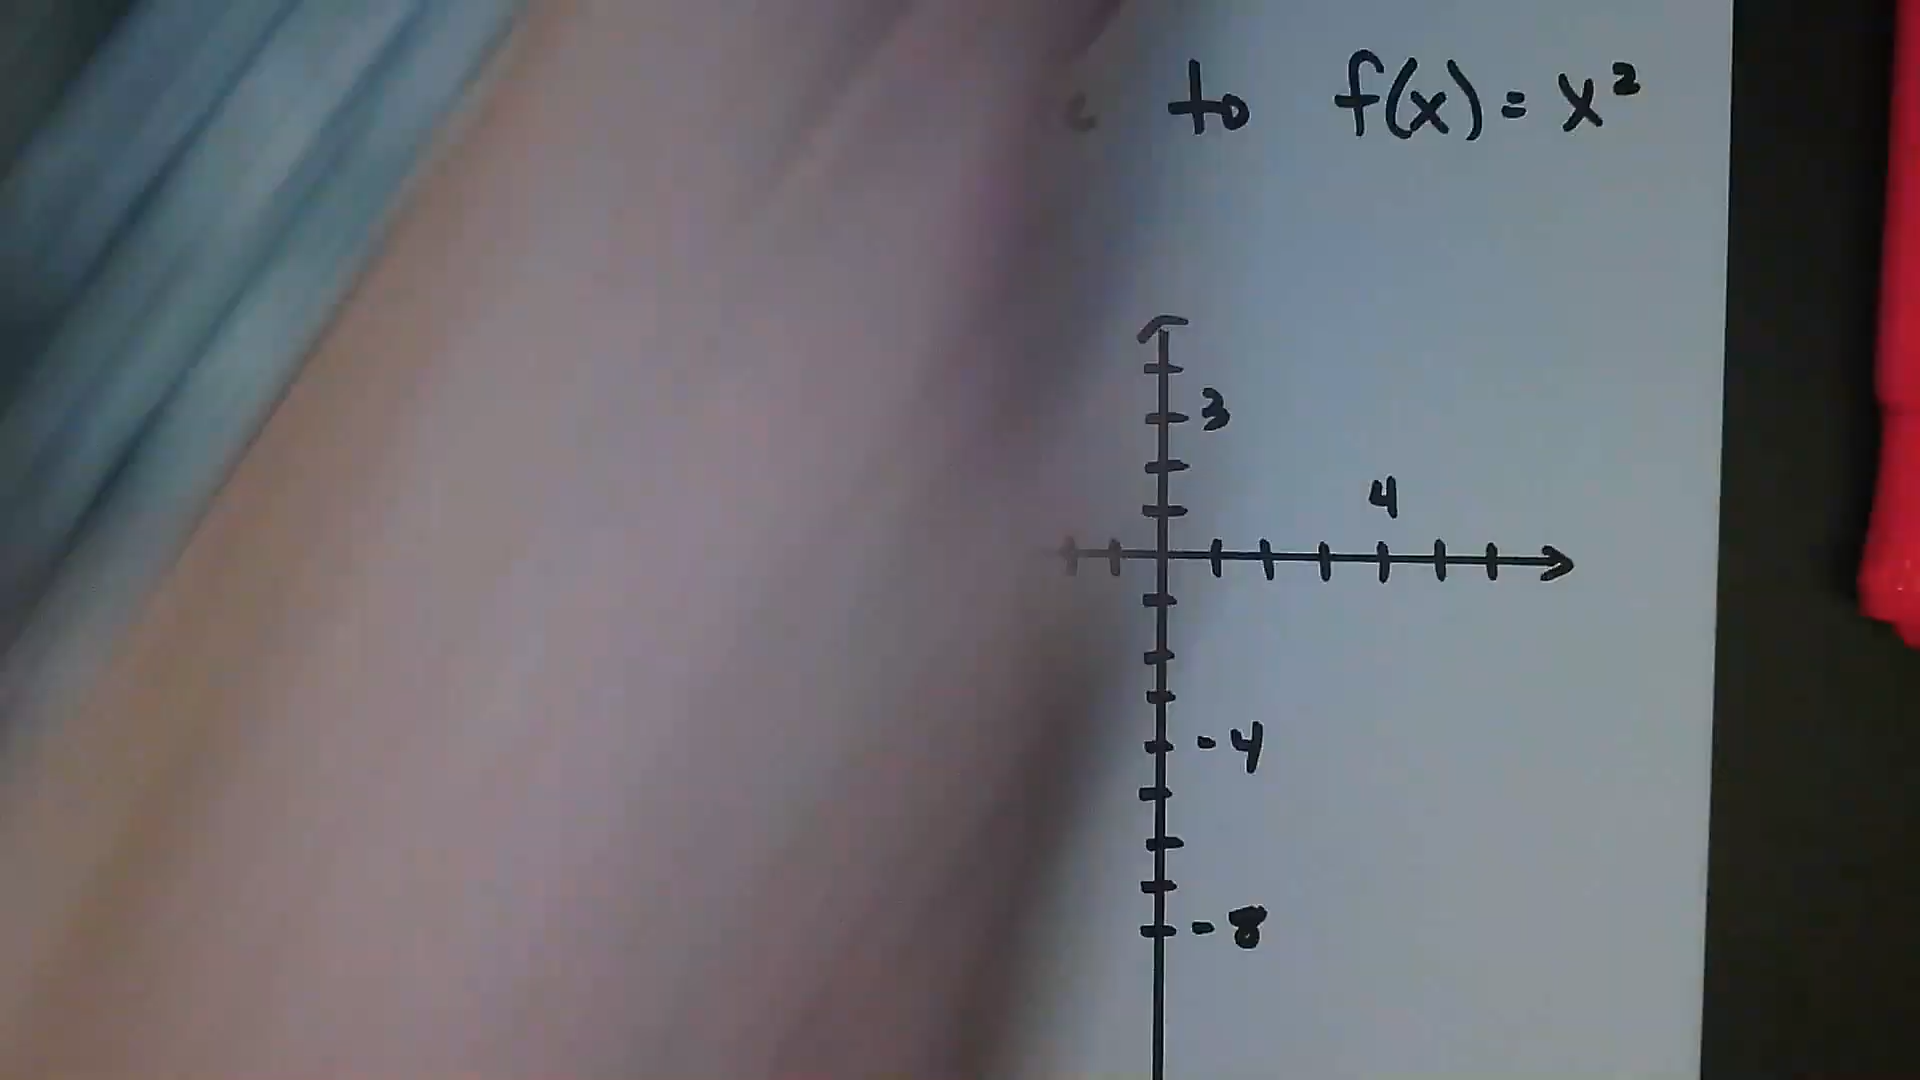 to f(x) = x²
3
4
-4
-8